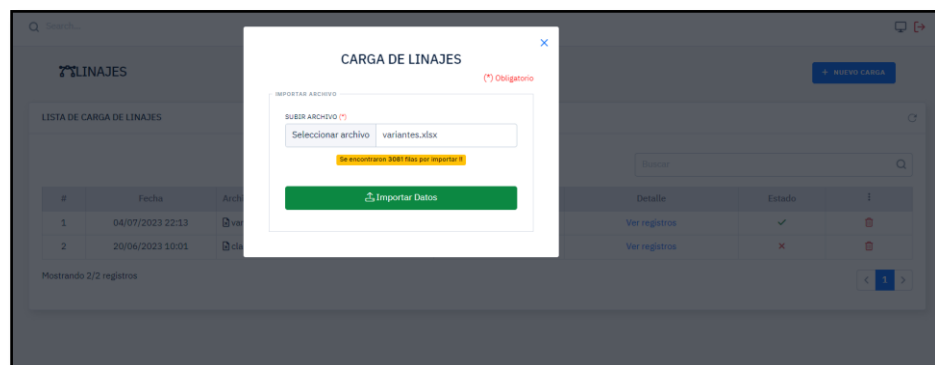 Search...
LINAJES
+ NUEVO CARGA
CARGA DE LINAJES
(*) Obligatorio
IMPORTAR ARCHIVO
SUBIR ARCHIVO (*)
Seleccionar archivo variantes.xlsx
Se encontraron 3081 filas por importar !!
Importar Datos
LISTA DE CARGA DE LINAJES
Buscar
# Fecha Detalle Estado
1 04/07/2023 22:13 Ver registros
2 20/06/2023 10:01 Ver registros
Mostrando 2/2 registros
1